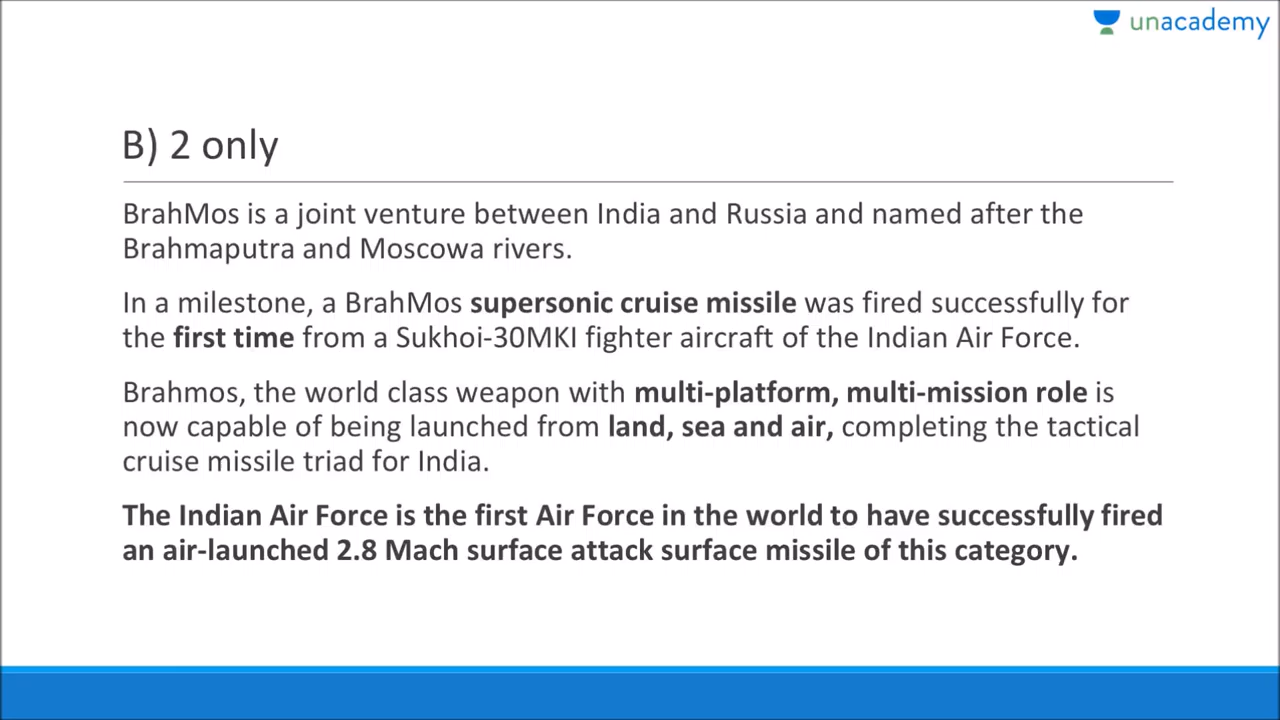 unacademy
B) 2 only
BrahMos is a joint venture between India and Russia and named after the
Brahmaputra and Moscowa rivers.
In a milestone, a BrahMos supersonic cruise missile was fired successfully for
the first time from a Sukhoi-30MKI fighter aircraft of the Indian Air Force.
Brahmos, the world class weapon with multi-platform, multi-mission role is
now capable of being launched from land, sea and air, completing the tactical
cruise missile triad for India.
The Indian Air Force is the first Air Force in the world to have successfully fired
an air-launched 2.8 Mach surface attack surface missile of this category.